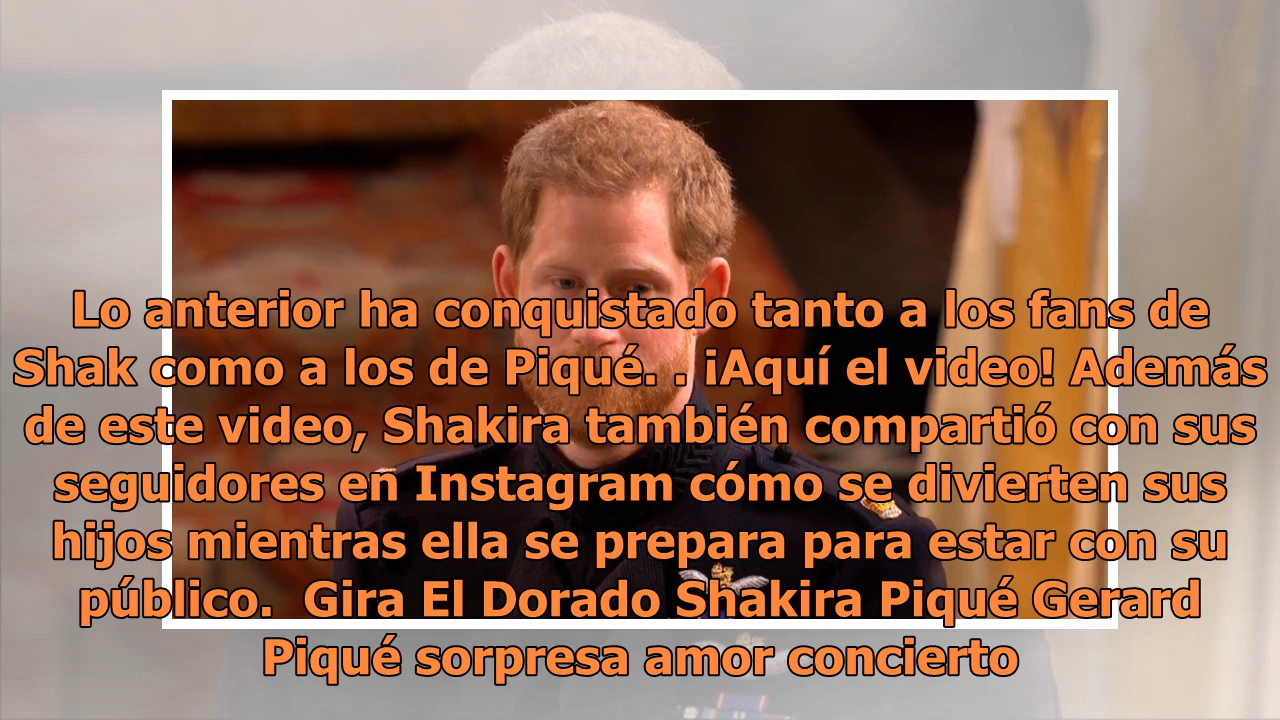 Lo anterior ha conquistado tanto a los fans de
Shak como a los de Piqué. . ¡Aquí el video! Además
de este video, Shakira también compartió con sus
seguidores en Instagram cómo se divierten sus
hijos mientras ella se prepara para estar con su
público.  Gira El Dorado Shakira Piqué Gerard
Piqué sorpresa amor concierto